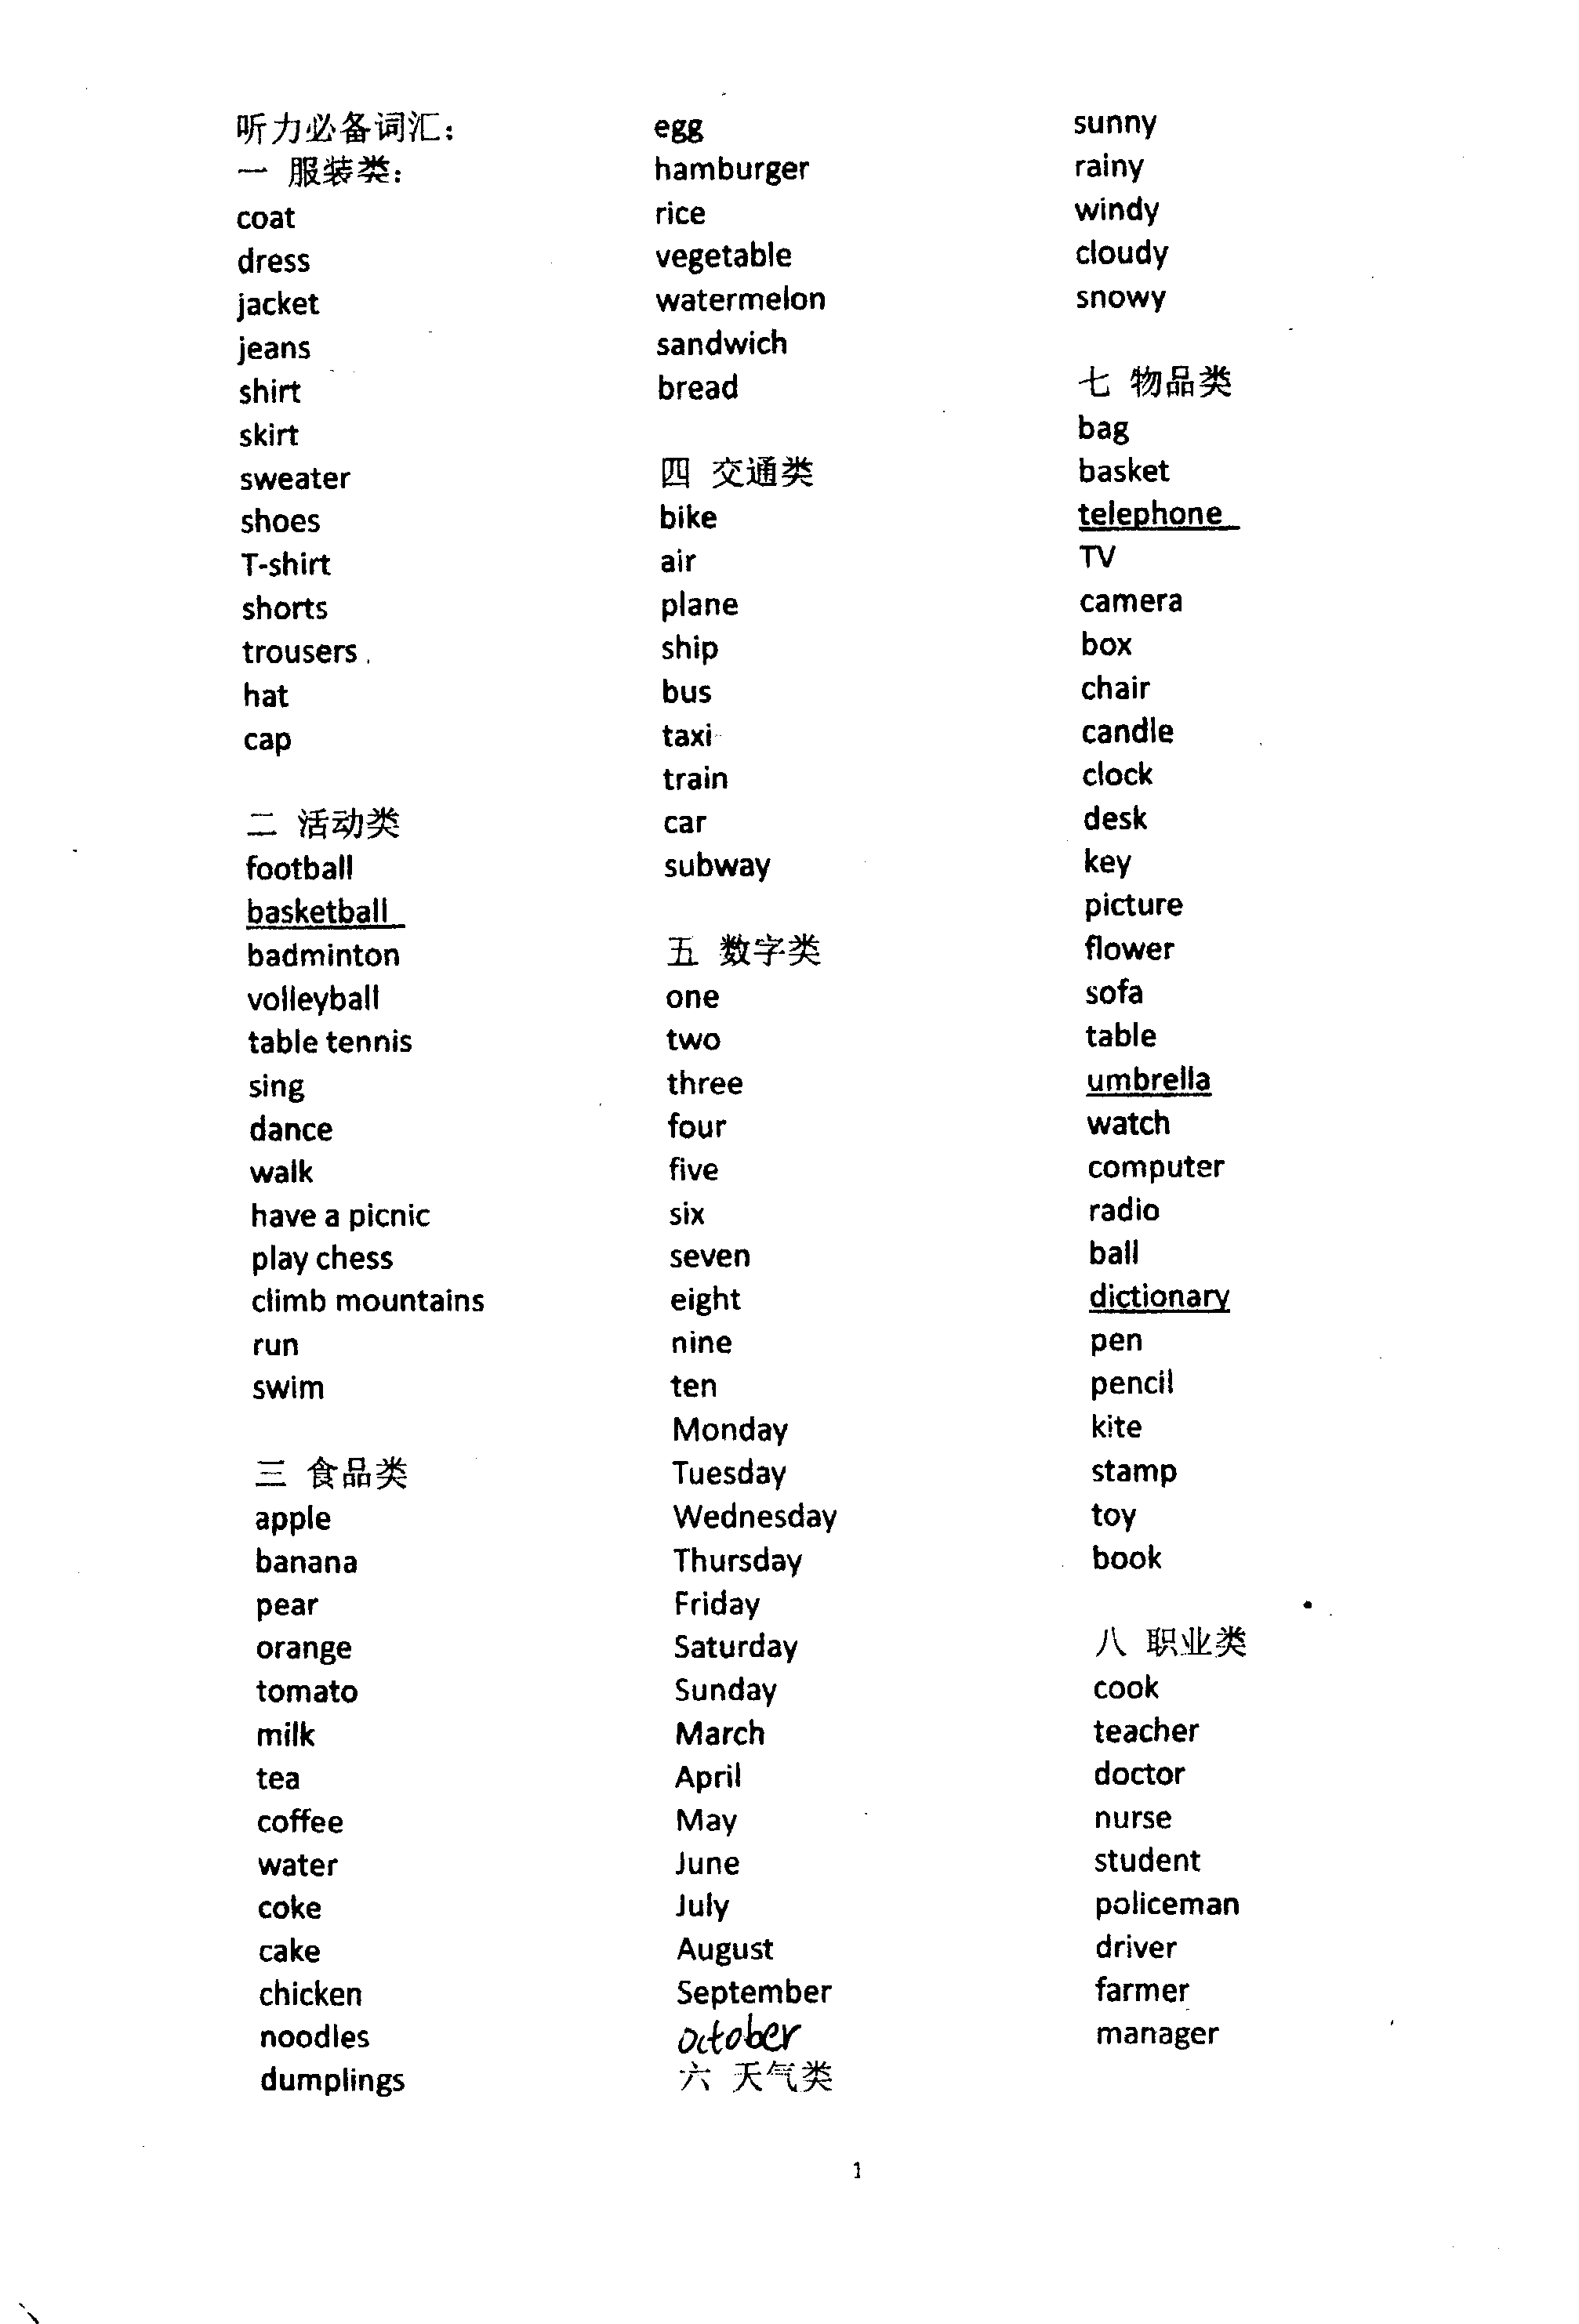 听力必备词汇：
一 服装类：
coat
dress
jacket
jeans
shirt
skirt
sweater
shoes
T-shirt
shorts
trousers
hat
cap
二 活动类
football
basketball
badminton
volleyball
table tennis
sing
dance
walk
have a picnic
play chess
climb mountains
run
swim
三 食品类
apple
banana
pear
orange
tomato
milk
tea
coffee
water
coke
cake
chicken
noodles
dumplings
egg
hamburger
rice
vegetable
watermelon
sandwich
bread
四 交通类
bike
air
plane
ship
bus
taxi
train
car
subway
五 数字类
one
two
three
four
five
six
seven
eight
nine
ten
Monday
Tuesday
Wednesday
Thursday
Friday
Saturday
Sunday
March
April
May
June
July
August
September
october
六 天气类
sunny
rainy
windy
cloudy
snowy
七 物品类
bag
basket
telephone
TV
camera
box
chair
candle
clock
desk
key
picture
flower
sofa
table
umbrella
watch
computer
radio
ball
dictionary
pen
pencil
kite
stamp
toy
book
八 职业类
cook
teacher
doctor
nurse
student
policeman
driver
farmer
manager
1